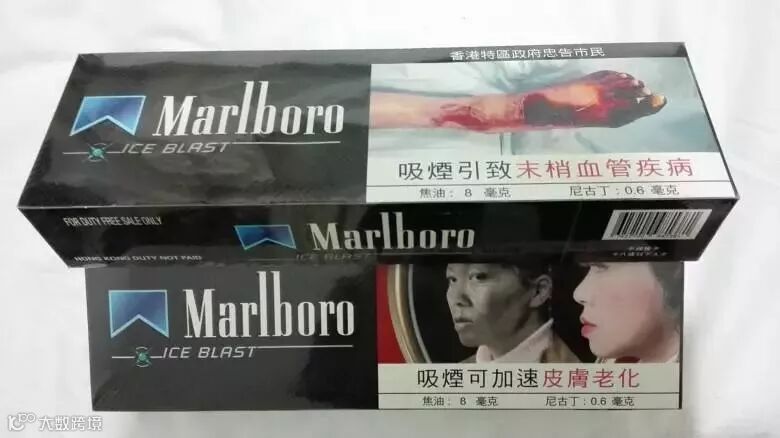 香港特區政府忠告市民
Marlboro
ICE BLAST
吸煙引致末梢血管疾病
焦油: 8 毫克 尼古丁: 0.6 毫克
FOR DUTY FREE SALE ONLY
HONG KONG DUTY NOT PAID
Marlboro
ICE BLAST
Marlboro
ICE BLAST
吸煙可加速皮膚老化
焦油: 8 毫克 尼古丁: 0.6 毫克
大数跨境